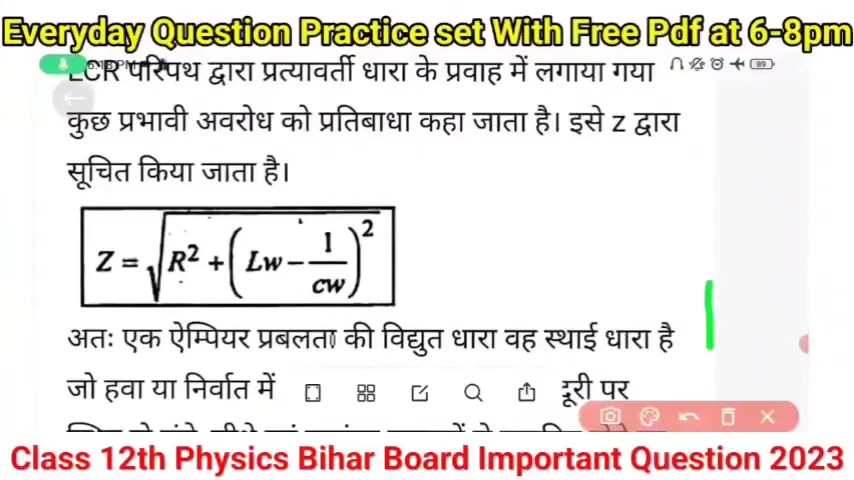 Everyday Question Practice set With Free Pdf at 6-8pm
LCR परिपथ द्वारा प्रत्यावर्ती धारा के प्रवाह में लगाया गया
89
कुछ प्रभावी अवरोध को प्रतिबाधा कहा जाता है। इसे z द्वारा
सूचित किया जाता है।
Z = √R² + (Lw − 1/cw)²
अतः एक ऐम्पियर प्रबलता की विद्युत धारा वह स्थाई धारा है
जो हवा या निर्वात में दूरी पर
Class 12th Physics Bihar Board Important Question 2023